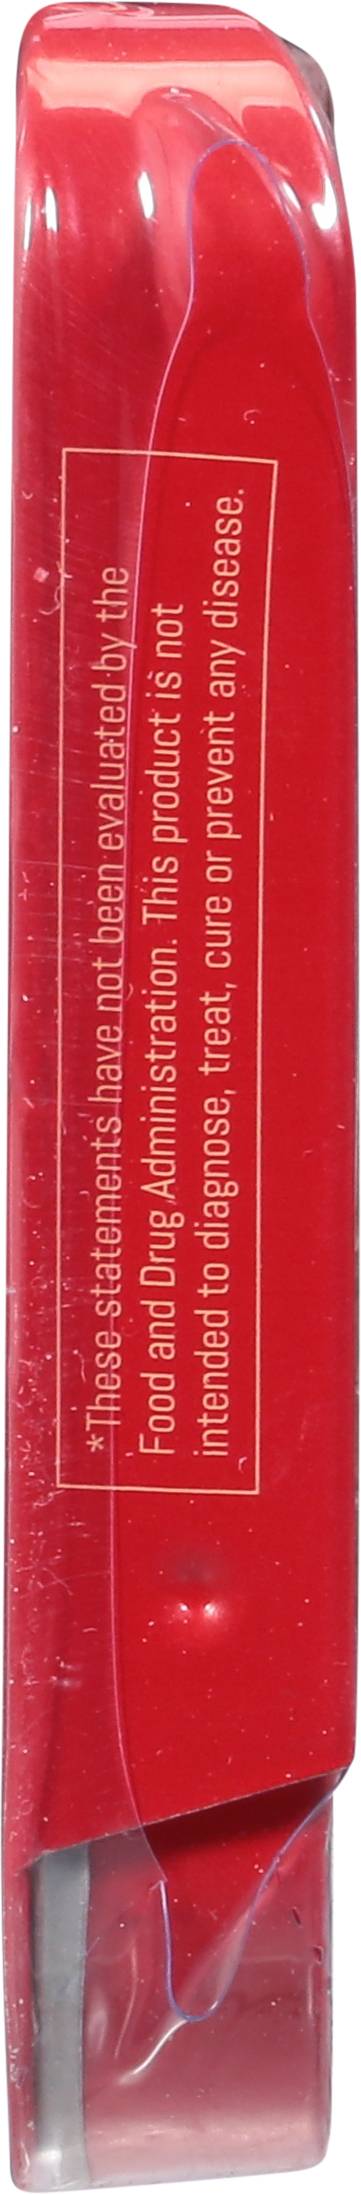 *These statements have not been evaluated by the
Food and Drug Administration. This product is not
intended to diagnose, treat, cure or prevent any disease.